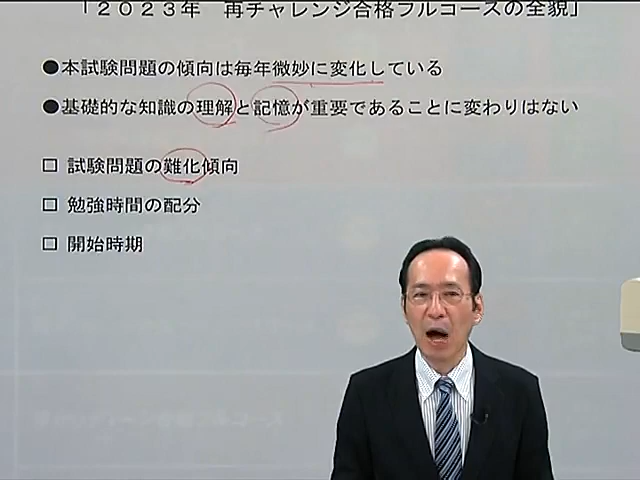 「2023年　再チャレンジ合格フルコースの全貌」
●本試験問題の傾向は毎年微妙に変化している
●基礎的な知識の理解と記憶が重要であることに変わりはない
□ 試験問題の難化傾向
□ 勉強時間の配分
□ 開始時期